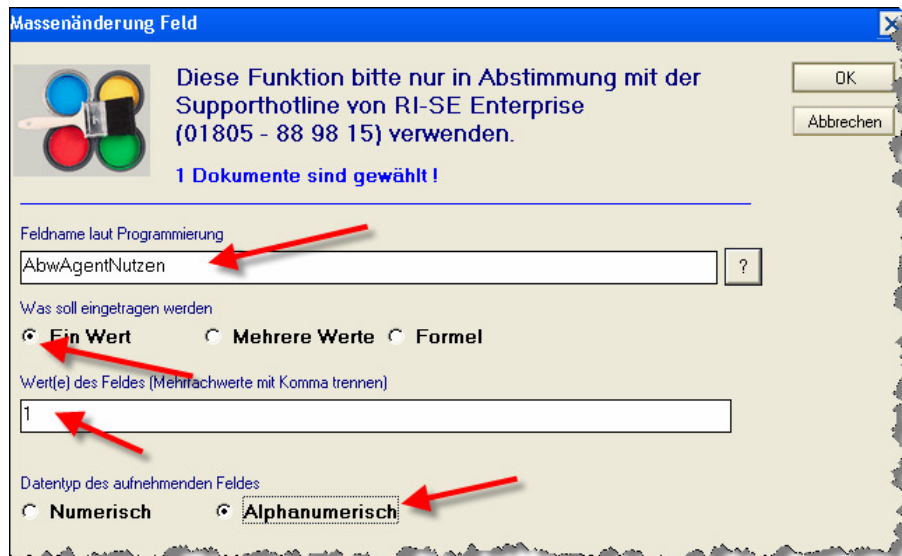 Massenänderung Feld
Diese Funktion bitte nur in Abstimmung mit der
Supporthotline von RI-SE Enterprise
(01805 - 88 98 15) verwenden.
1 Dokumente sind gewählt !
OK
Abbrechen
Feldname laut Programmierung
AbwAgentNutzen
?
Was soll eingetragen werden
Ein Wert Mehrere Werte Formel
Wert(e) des Feldes (Mehrfachwerte mit Komma trennen)
1
Datentyp des aufnehmenden Feldes
Numerisch Alphanumerisch